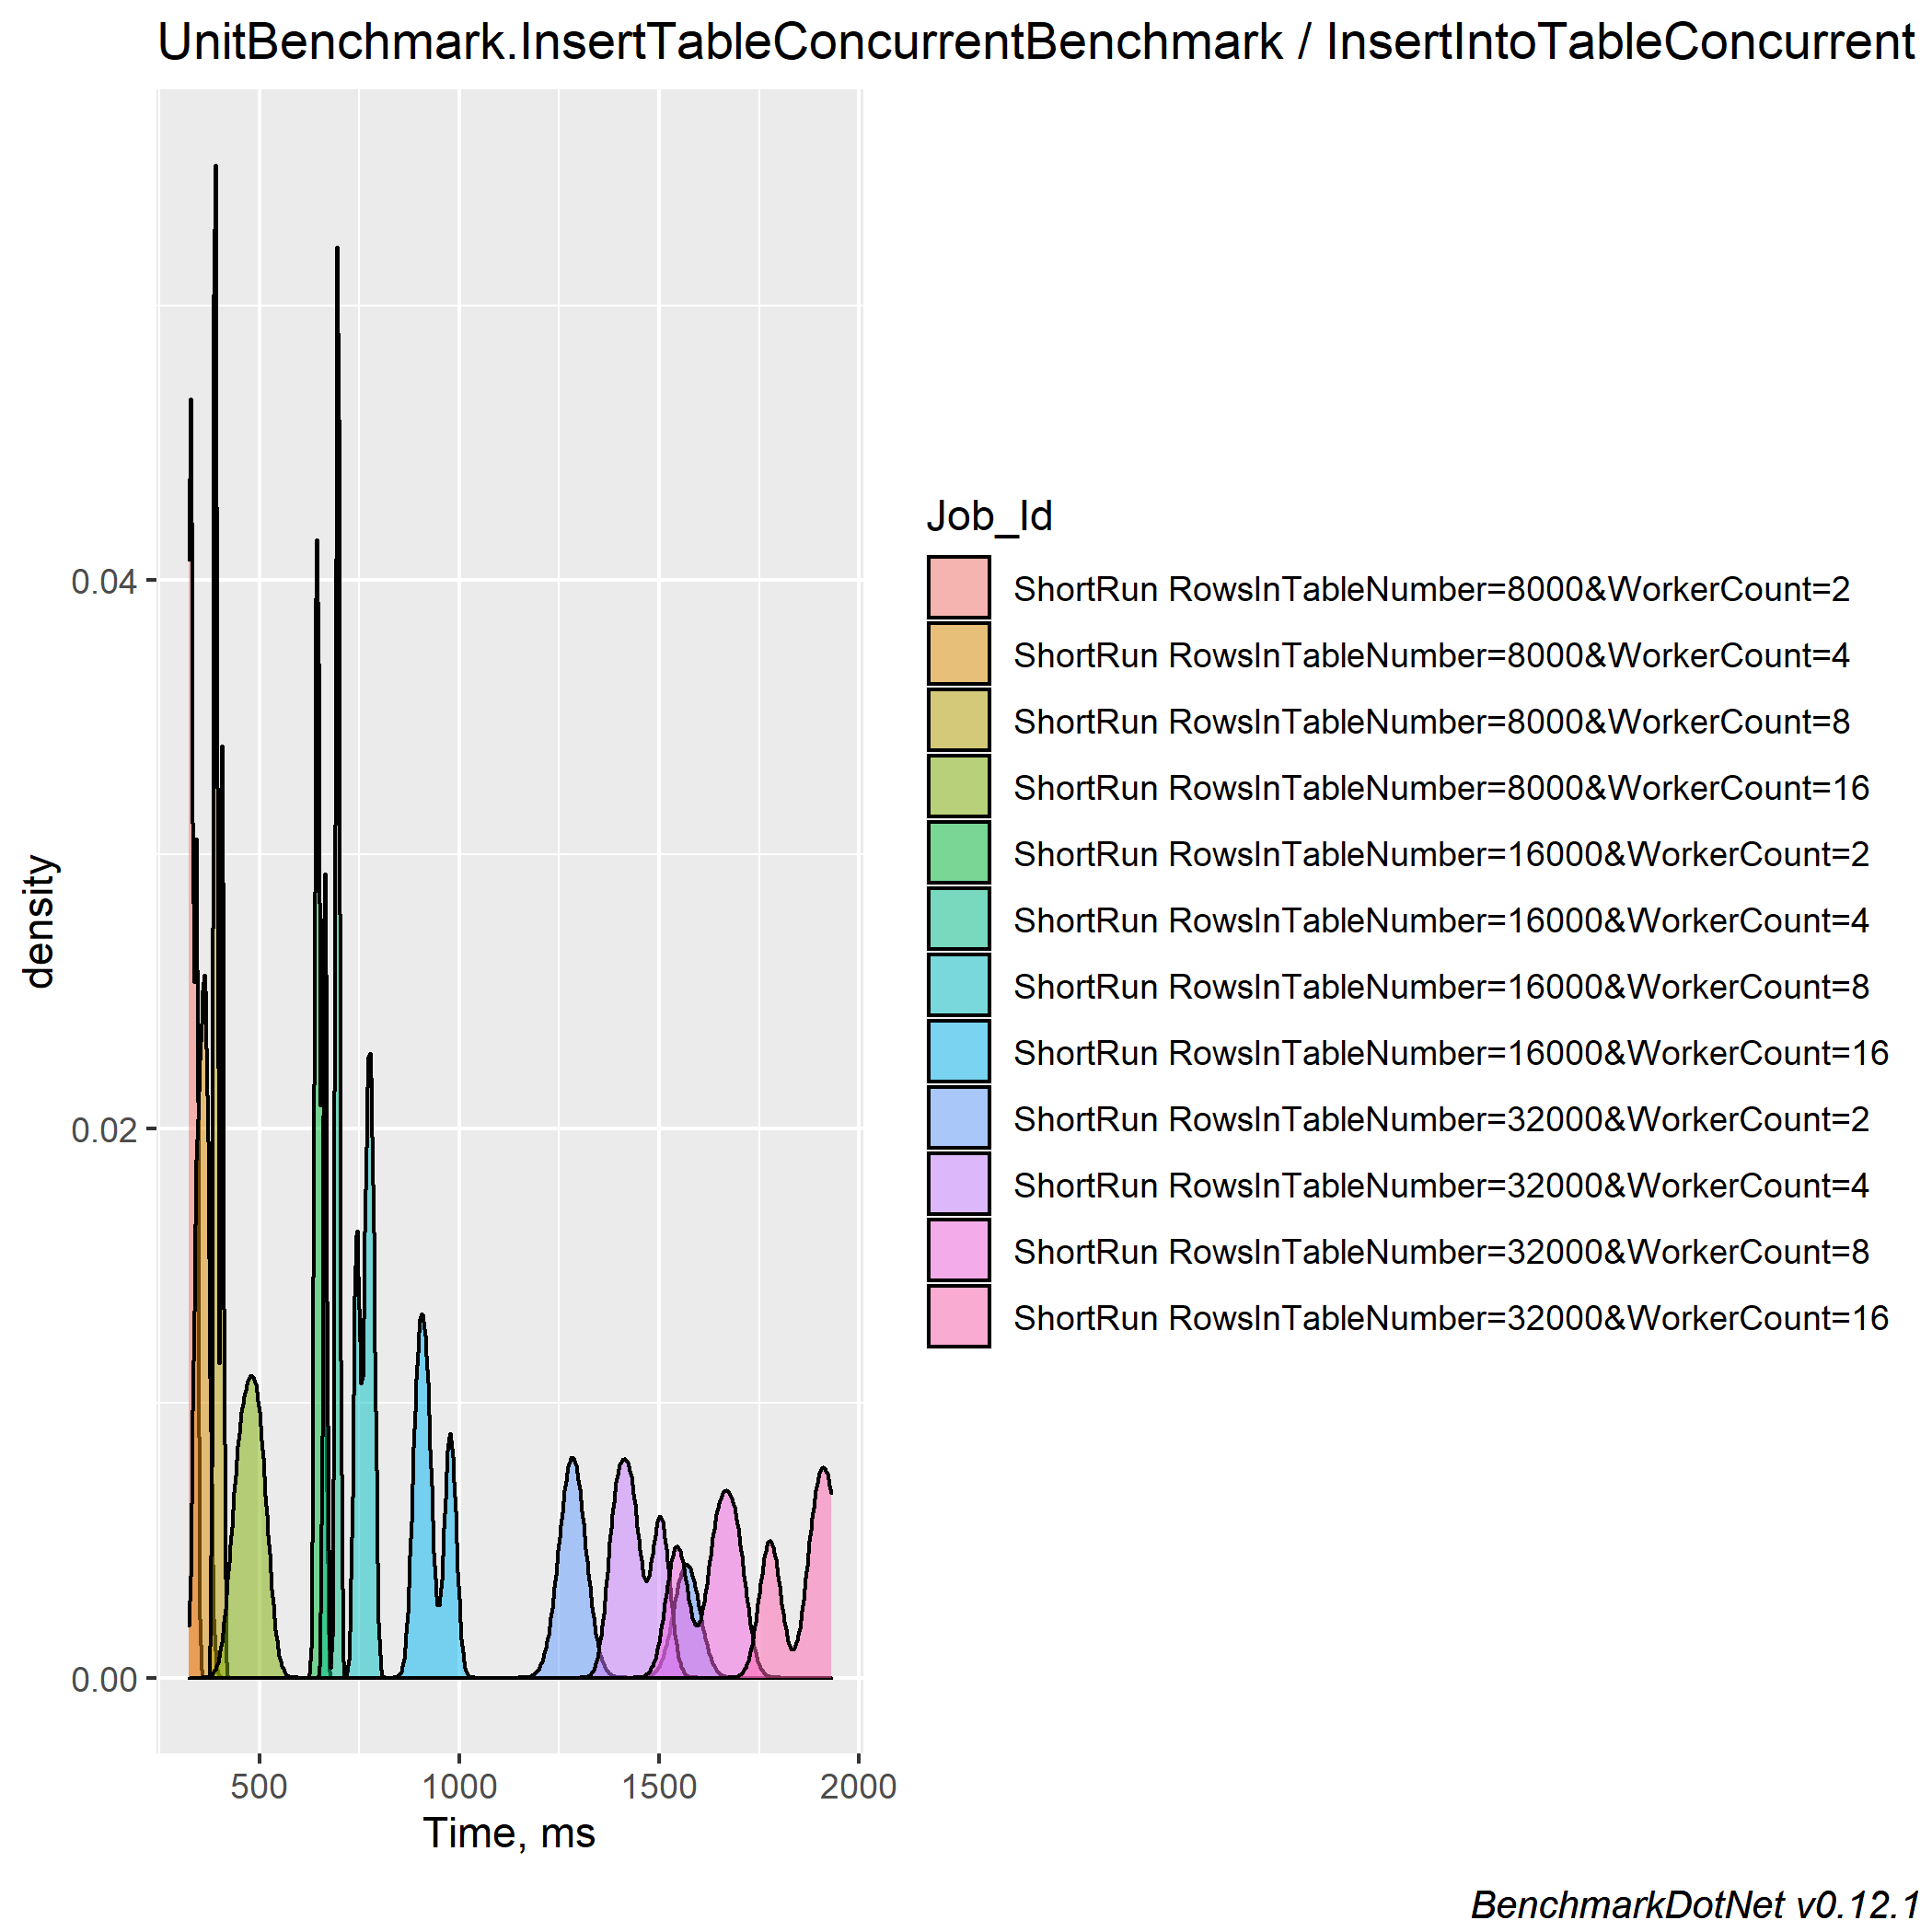 UnitBenchmark.InsertTableConcurrentBenchmark / InsertIntoTableConcurrent
density
0.04
0.02
0.00
500 1000 1500 2000
Time, ms
Job_Id
ShortRun RowsInTableNumber=8000&WorkerCount=2
ShortRun RowsInTableNumber=8000&WorkerCount=4
ShortRun RowsInTableNumber=8000&WorkerCount=8
ShortRun RowsInTableNumber=8000&WorkerCount=16
ShortRun RowsInTableNumber=16000&WorkerCount=2
ShortRun RowsInTableNumber=16000&WorkerCount=4
ShortRun RowsInTableNumber=16000&WorkerCount=8
ShortRun RowsInTableNumber=16000&WorkerCount=16
ShortRun RowsInTableNumber=32000&WorkerCount=2
ShortRun RowsInTableNumber=32000&WorkerCount=4
ShortRun RowsInTableNumber=32000&WorkerCount=8
ShortRun RowsInTableNumber=32000&WorkerCount=16
BenchmarkDotNet v0.12.1